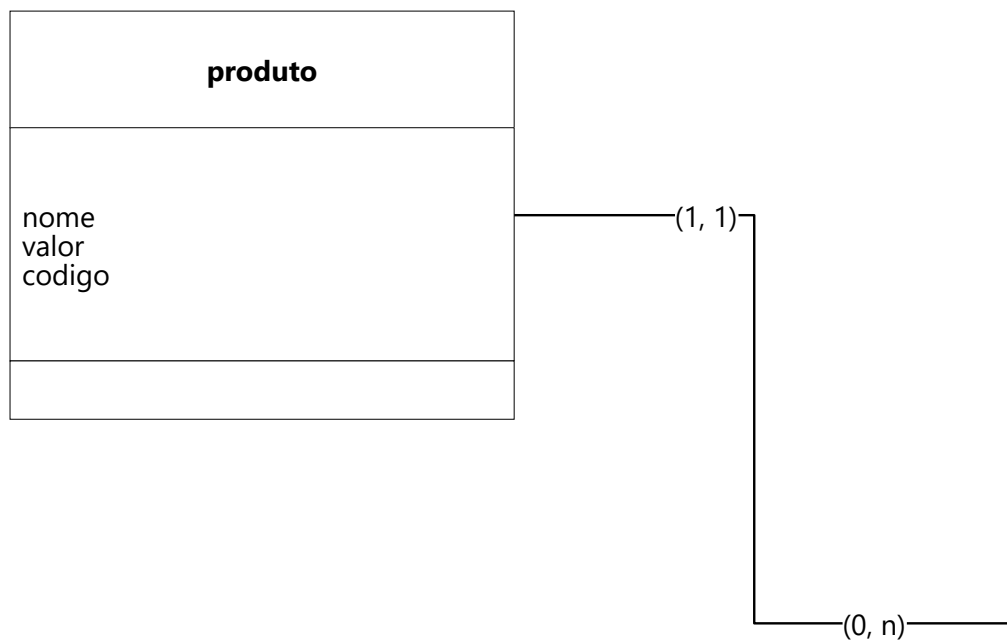 produto
nome
valor
codigo
(1, 1)
(0, n)